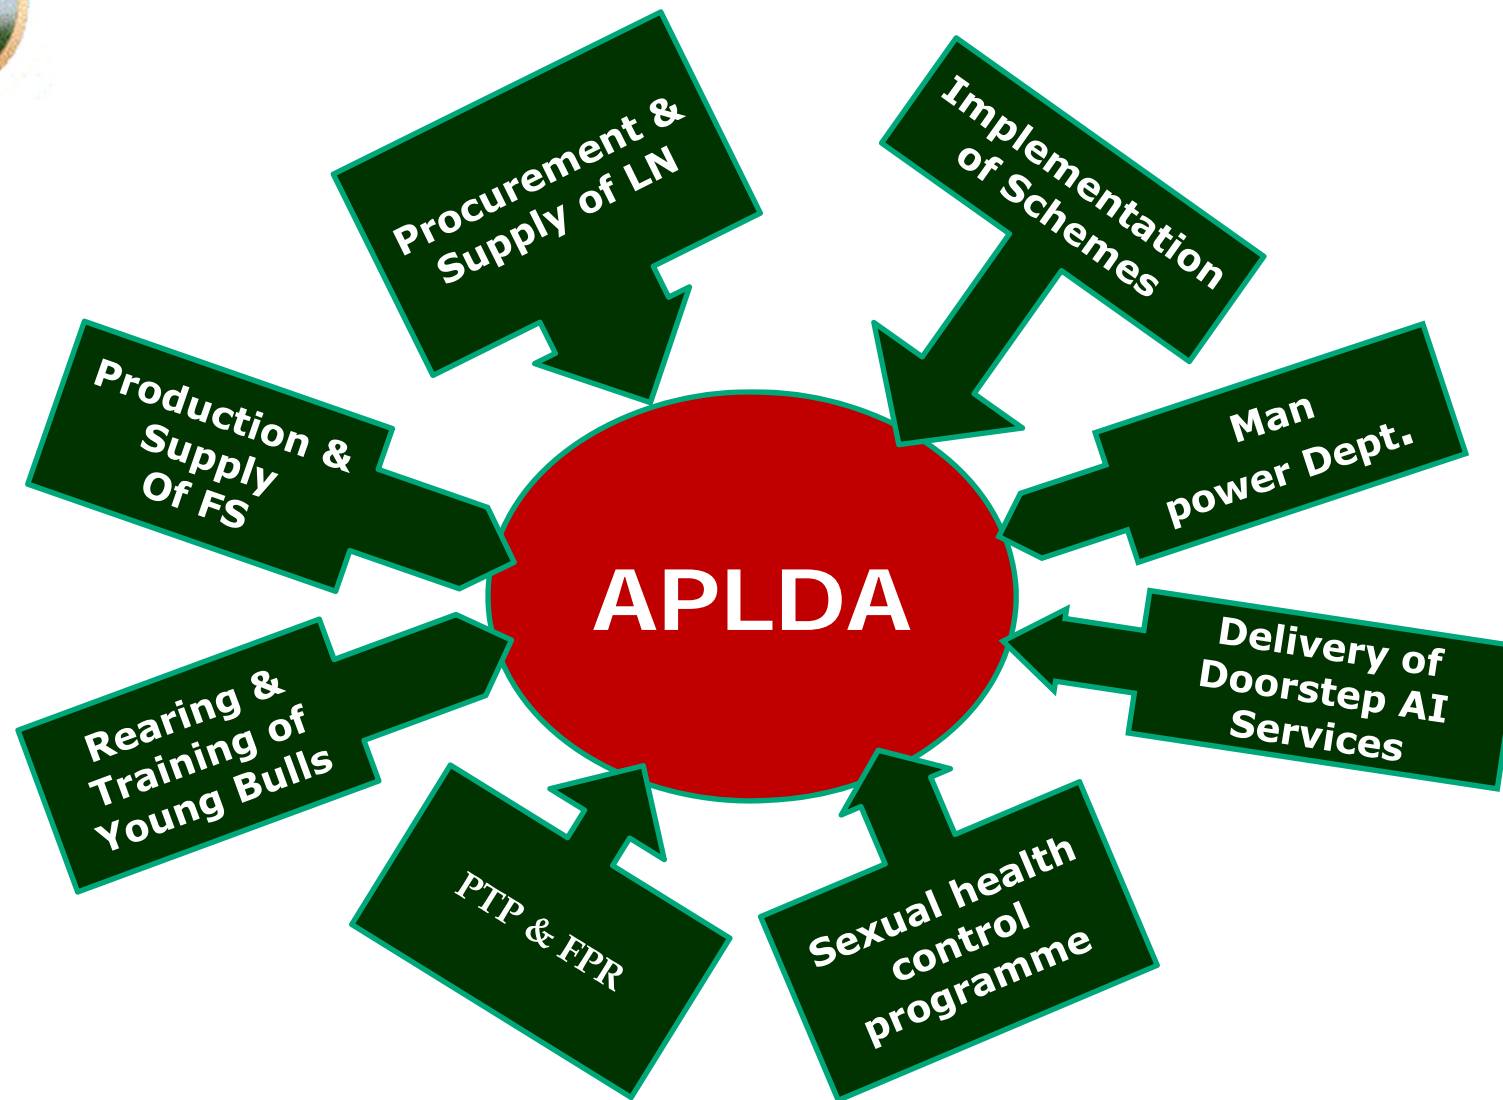 Procurement &
Supply of LN
Implementation
of Schemes
Production &
Supply
Of FS
Man
power Dept.
APLDA
Delivery of
Doorstep AI
Services
Rearing &
Training of
Young Bulls
PTP & FPR
Sexual health
control
programme